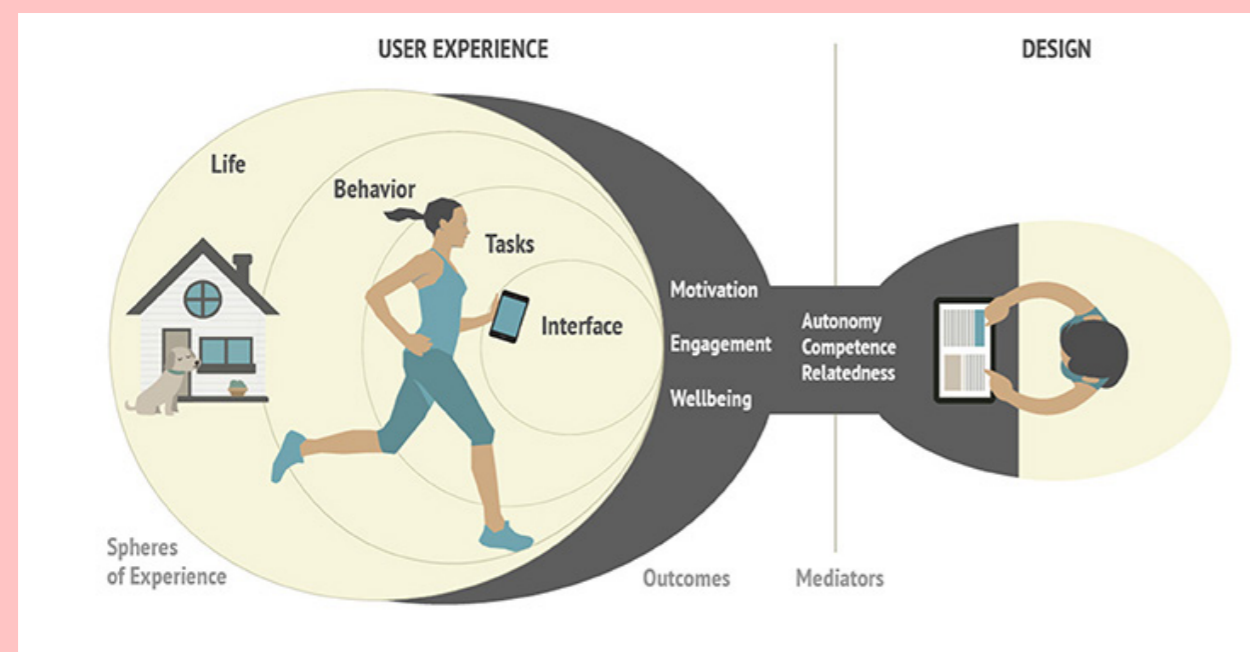 USER EXPERIENCE
DESIGN
Life
Behavior
Tasks
Interface
Motivation
Engagement
Wellbeing
Autonomy
Competence
Relatedness
Spheres
of Experience
Outcomes
Mediators